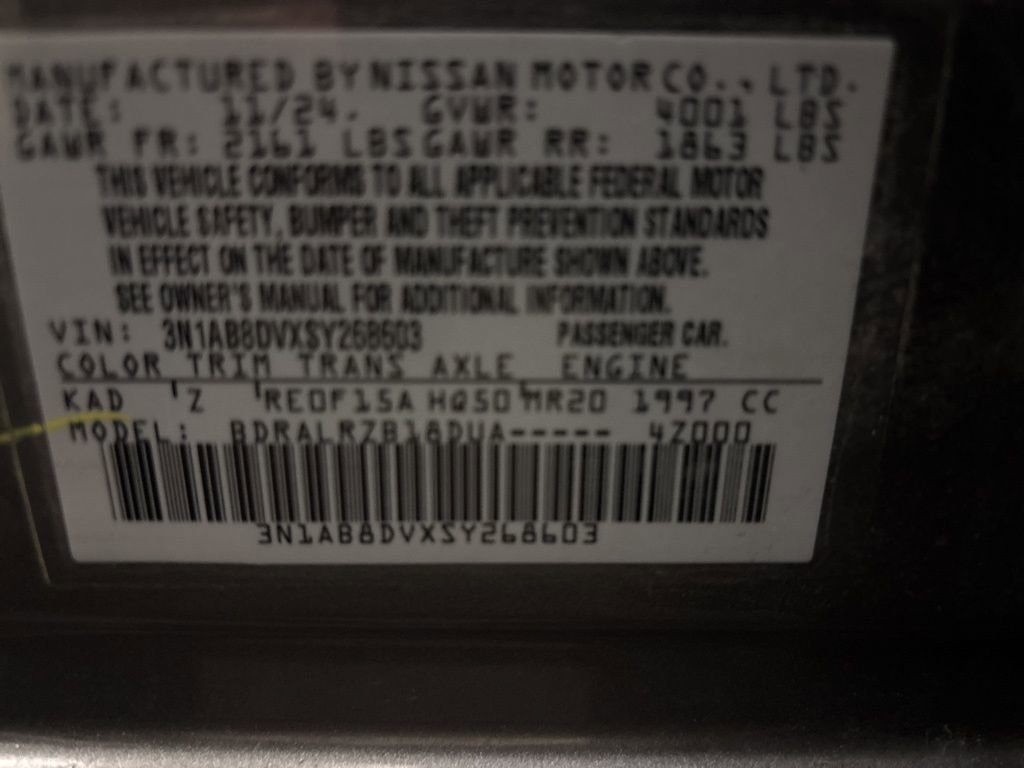 MANUFACTURED BY NISSAN MOTOR CO., LTD.
DATE: 11/24. GVWR: 4001 LBS
GAWR FR: 2161 LBS GAWR RR: 1863 LBS
THIS VEHICLE CONFORMS TO ALL APPLICABLE FEDERAL MOTOR
VEHICLE SAFETY, BUMPER AND THEFT PREVENTION STANDARDS
IN EFFECT ON THE DATE OF MANUFACTURE SHOWN ABOVE.
SEE OWNER'S MANUAL FOR ADDITIONAL INFORMATION.
VIN: 3N1AB8DVXSY268603 PASSENGER CAR.
COLOR TRIM TRANS AXLE ENGINE
KAD Z RE0F15A HQ50 MR20 1997 CC
MODEL: BDRALRZB18DUA----- 4Z000
3N1AB8DVXSY268603